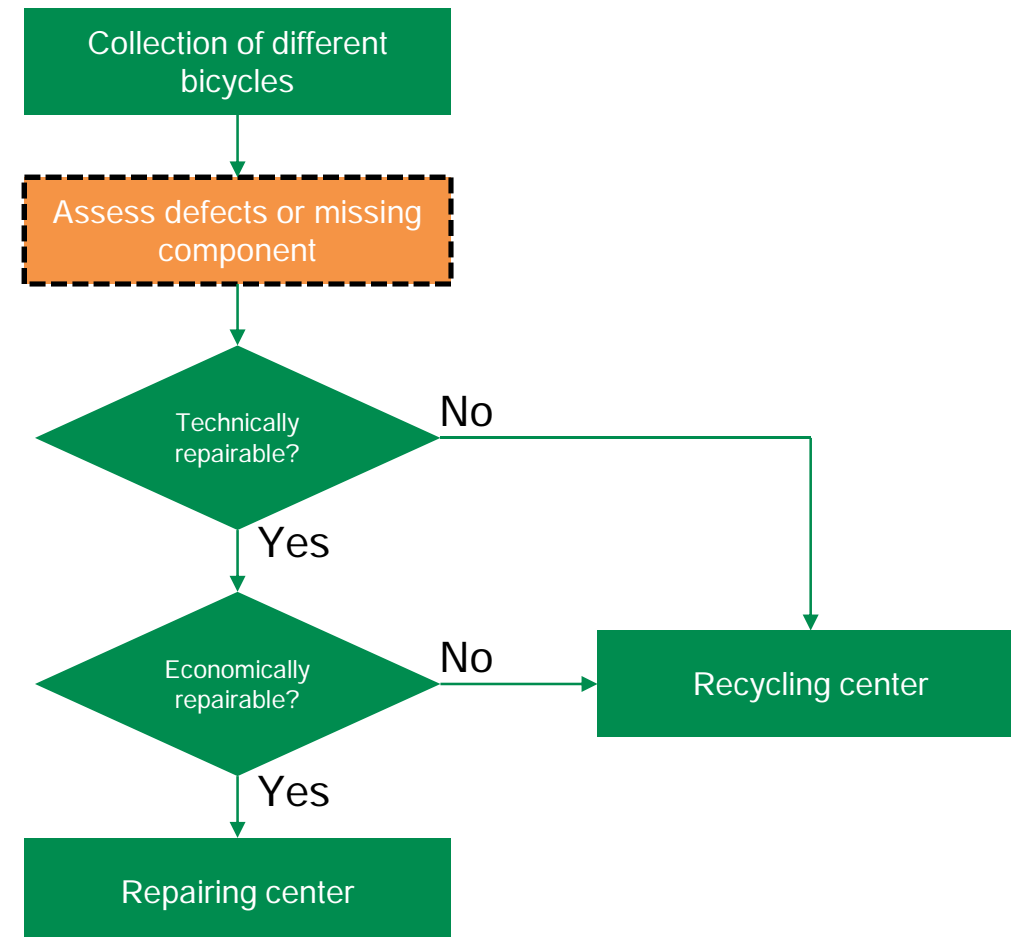 Collection of different
bicycles
Assess defects or missing
component
Technically
repairable?
No
Yes
Economically
repairable?
No
Recycling center
Yes
Repairing center